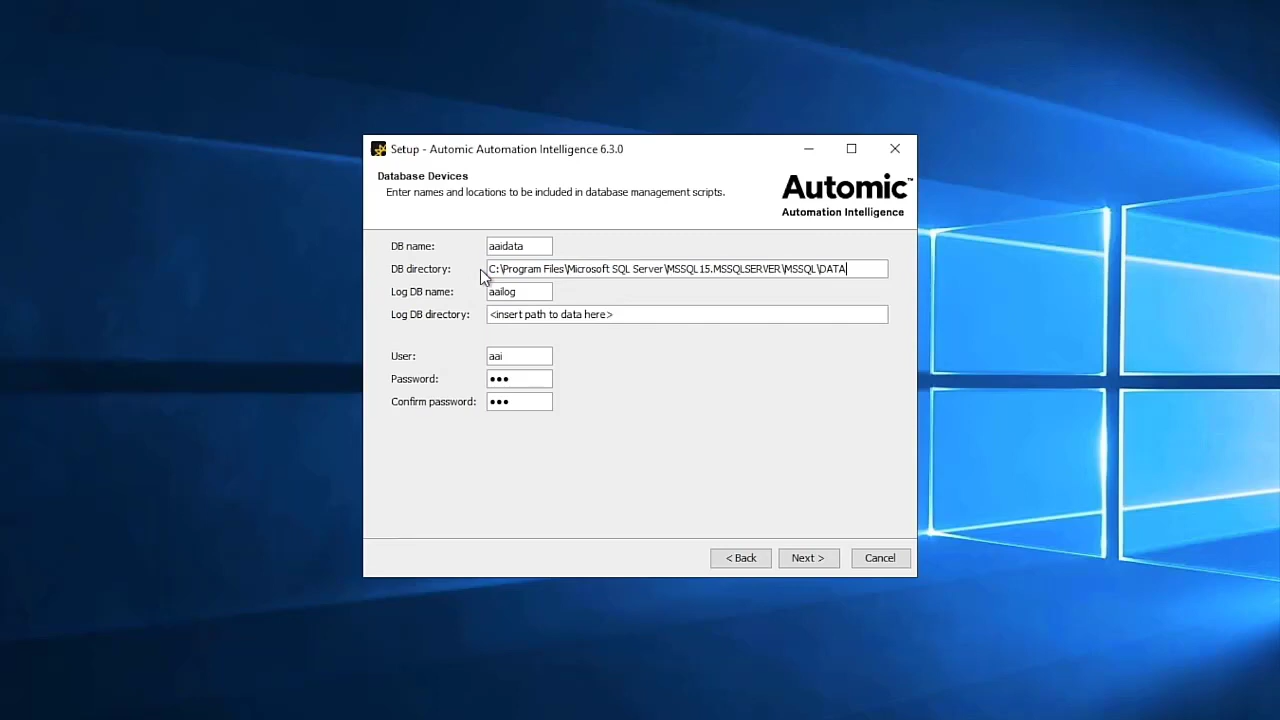 Setup - Automic Automation Intelligence 6.3.0
Database Devices
Enter names and locations to be included in database management scripts.
Automic™
Automation Intelligence
DB name: aaidata
DB directory: C:\Program Files\Microsoft SQL Server\MSSQL15.MSSQLSERVER\MSSQL\DATA
Log DB name: aailog
Log DB directory: <insert path to data here>
User: aai
Password: •••
Confirm password: •••
< Back Next > Cancel